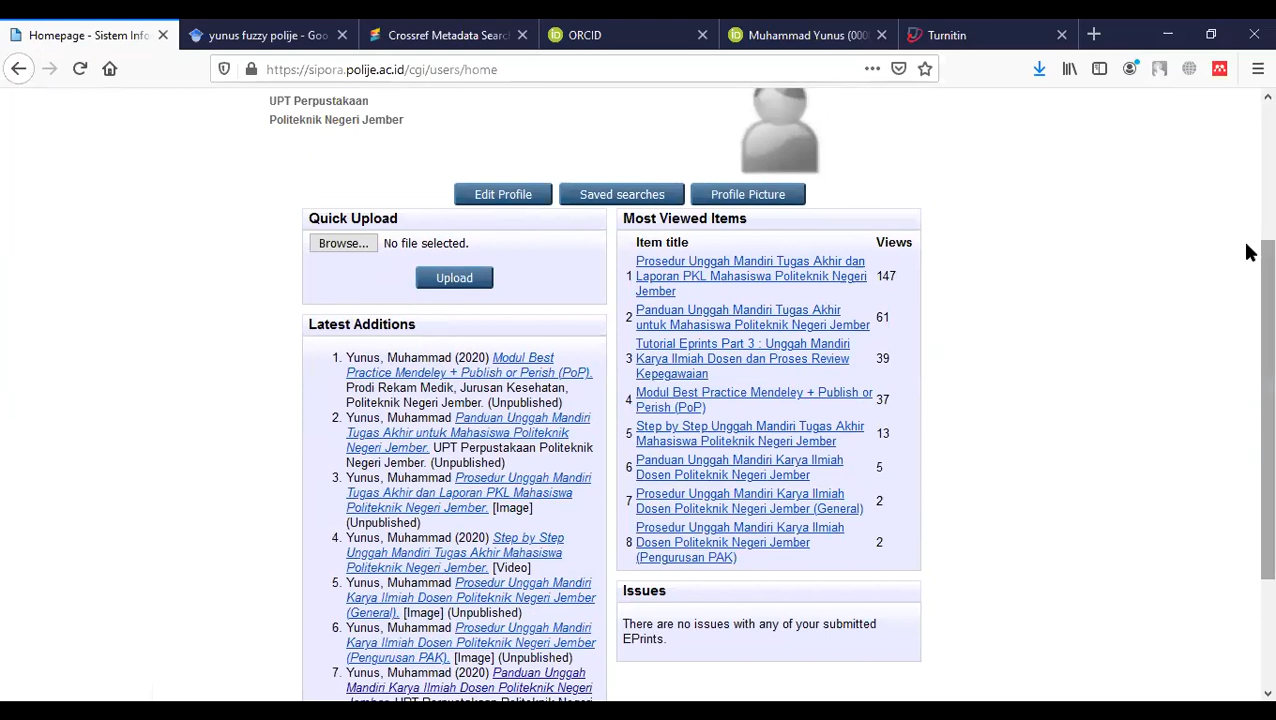 Homepage - Sistem Info
yunus fuzzy polije - Goo
Crossref Metadata Searc
ORCID
Muhammad Yunus (000
Turnitin
https://sipora.polije.ac.id/cgi/users/home
UPT Perpustakaan
Politeknik Negeri Jember
Edit Profile
Saved searches
Profile Picture
Quick Upload
Browse... No file selected.
Upload
Latest Additions
1. Yunus, Muhammad (2020) Modul Best
Practice Mendeley + Publish or Perish (PoP).
Prodi Rekam Medik, Jurusan Kesehatan,
Politeknik Negeri Jember. (Unpublished)
2. Yunus, Muhammad (2020) Panduan Unggah Mandiri
Tugas Akhir untuk Mahasiswa Politeknik
Negeri Jember. UPT Perpustakaan Politeknik
Negeri Jember. (Unpublished)
3. Yunus, Muhammad (2020) Prosedur Unggah Mandiri
Tugas Akhir dan Laporan PKL Mahasiswa
Politeknik Negeri Jember. [Image]
(Unpublished)
4. Yunus, Muhammad (2020) Step by Step
Unggah Mandiri Tugas Akhir Mahasiswa
Politeknik Negeri Jember. [Video]
5. Yunus, Muhammad (2020) Prosedur Unggah Mandiri
Karya Ilmiah Dosen Politeknik Negeri Jember
(General). [Image] (Unpublished)
6. Yunus, Muhammad (2020) Prosedur Unggah Mandiri
Karya Ilmiah Dosen Politeknik Negeri Jember
(Pengurusan PAK). [Image] (Unpublished)
7. Yunus, Muhammad (2020) Panduan Unggah
Mandiri Karya Ilmiah Dosen Politeknik Negeri
Most Viewed Items
Item title Views
Prosedur Unggah Mandiri Tugas Akhir dan
1 Laporan PKL Mahasiswa Politeknik Negeri 147
Jember
2 Panduan Unggah Mandiri Tugas Akhir 61
untuk Mahasiswa Politeknik Negeri Jember
Tutorial Eprints Part 3 : Unggah Mandiri
3 Karya Ilmiah Dosen dan Proses Review 39
Kepegawaian
4 Modul Best Practice Mendeley + Publish or 37
Perish (PoP)
5 Step by Step Unggah Mandiri Tugas Akhir 13
Mahasiswa Politeknik Negeri Jember
6 Panduan Unggah Mandiri Karya Ilmiah 5
Dosen Politeknik Negeri Jember
7 Prosedur Unggah Mandiri Karya Ilmiah 2
Dosen Politeknik Negeri Jember (General)
Prosedur Unggah Mandiri Karya Ilmiah
8 Dosen Politeknik Negeri Jember 2
(Pengurusan PAK)
Issues
There are no issues with any of your submitted
EPrints.